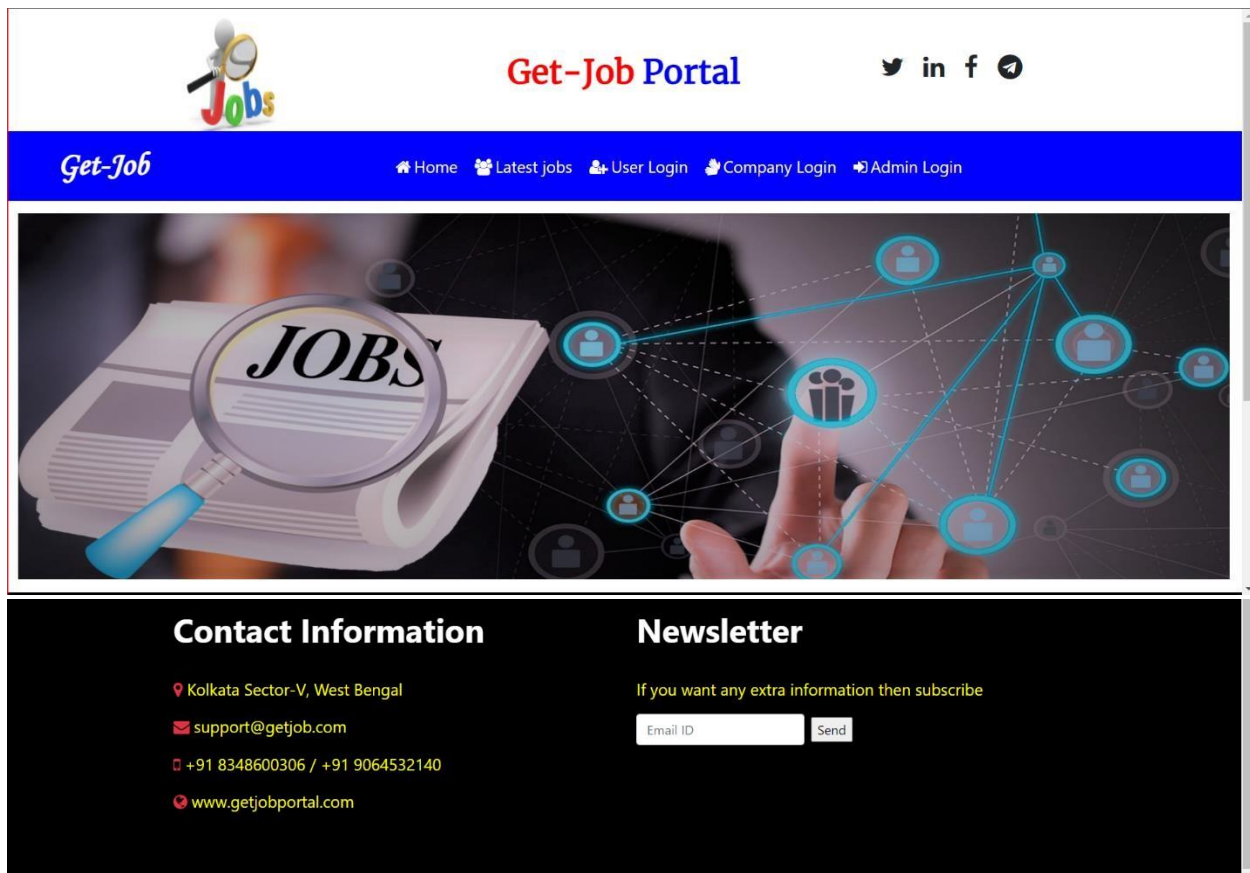 Jobs
Get-Job Portal
Get-Job
Home Latest jobs User Login Company Login Admin Login
JOBS
Contact Information
Kolkata Sector-V, West Bengal
support@getjob.com
+91 8348600306 / +91 9064532140
www.getjobportal.com
Newsletter
If you want any extra information then subscribe
Email ID Send